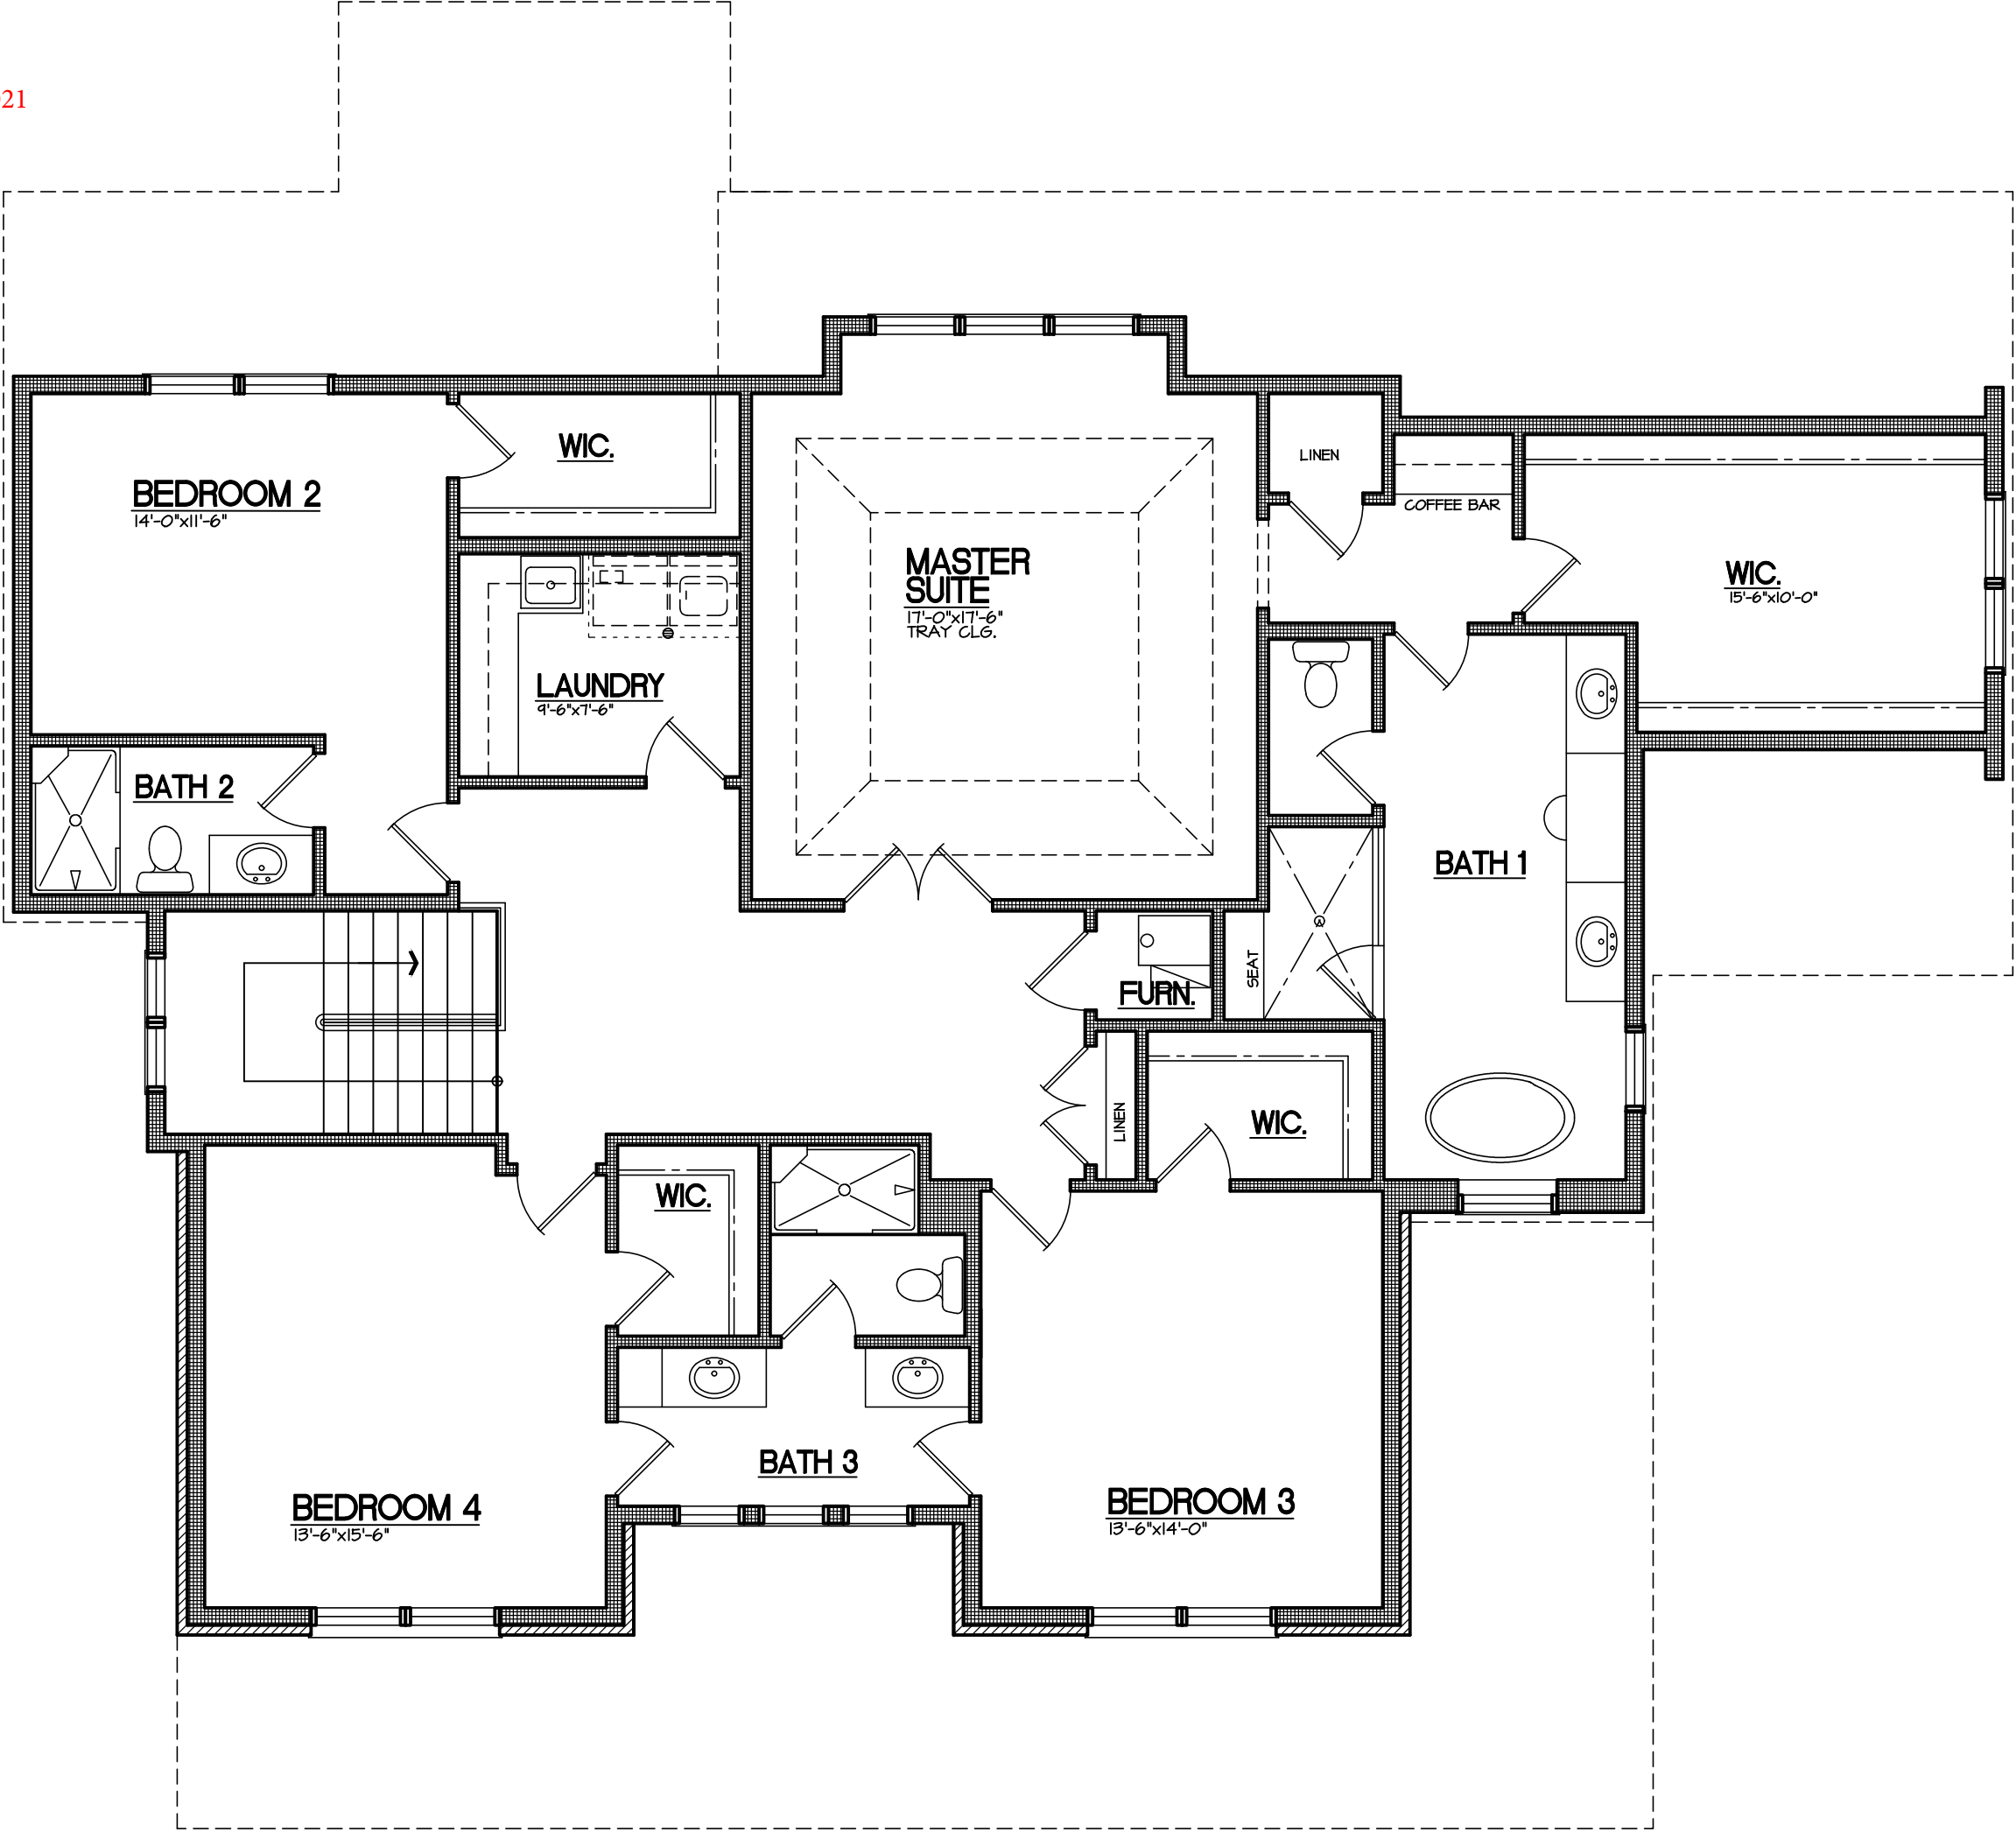 21
WIC.
BEDROOM 2
14'-0"x11'-6"
LINEN
COFFEE BAR
MASTER
SUITE
17'-0"x17'-6"
TRAY CLG.
WIC.
15'-6"x10'-0"
LAUNDRY
9'-6"x7'-6"
BATH 2
BATH 1
SEAT
FURN.
LINEN
WIC.
WIC.
BATH 3
BEDROOM 4
13'-6"x15'-6"
BEDROOM 3
13'-6"x14'-0"